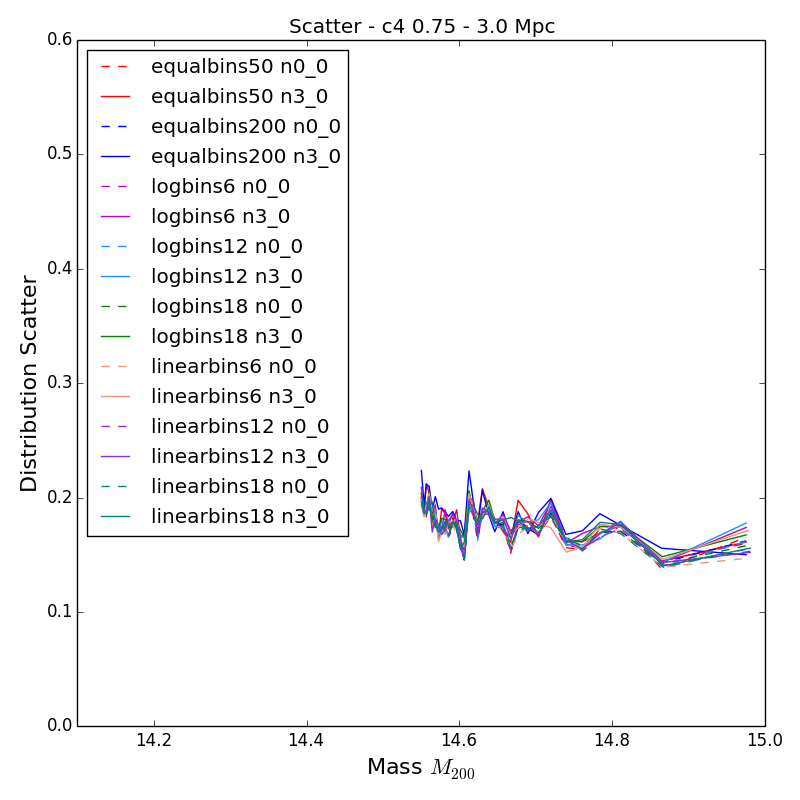 Scatter - c4 0.75 - 3.0 Mpc
0.6
0.5
0.4
0.3
0.2
0.1
0.0
Distribution Scatter
equalbins50 n0_0
equalbins50 n3_0
equalbins200 n0_0
equalbins200 n3_0
logbins6 n0_0
logbins6 n3_0
logbins12 n0_0
logbins12 n3_0
logbins18 n0_0
logbins18 n3_0
linearbins6 n0_0
linearbins6 n3_0
linearbins12 n0_0
linearbins12 n3_0
linearbins18 n0_0
linearbins18 n3_0
14.2 14.4 14.6 14.8 15.0
Mass M200